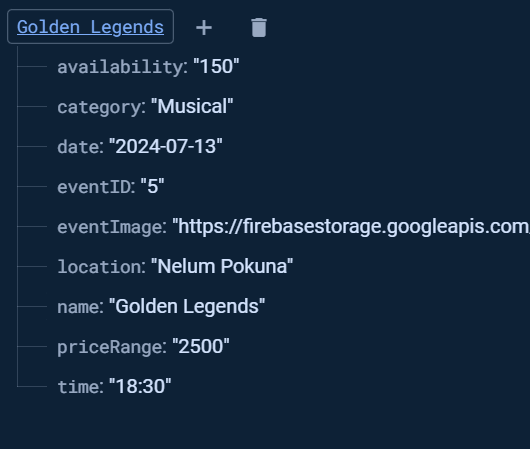 Golden Legends
availability: "150"
category: "Musical"
date: "2024-07-13"
eventID: "5"
eventImage: "https://firebasestorage.googleapis.com/
location: "Nelum Pokuna"
name: "Golden Legends"
priceRange: "2500"
time: "18:30"